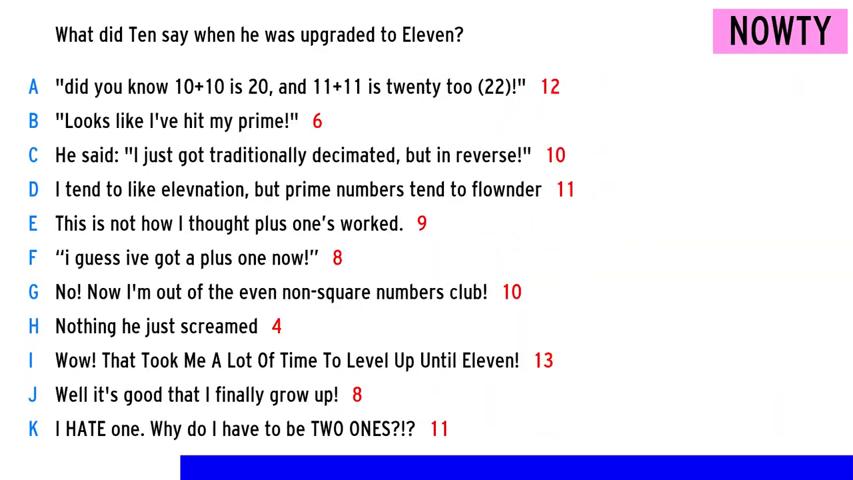 What did Ten say when he was upgraded to Eleven?
NOWTY
A "did you know 10+10 is 20, and 11+11 is twenty too (22)!" 12
B "Looks like I've hit my prime!" 6
C He said: "I just got traditionally decimated, but in reverse!" 10
D I tend to like elevnation, but prime numbers tend to flownder 11
E This is not how I thought plus one’s worked. 9
F “i guess ive got a plus one now!” 8
G No! Now I'm out of the even non-square numbers club! 10
H Nothing he just screamed 4
I Wow! That Took Me A Lot Of Time To Level Up Until Eleven! 13
J Well it's good that I finally grow up! 8
K I HATE one. Why do I have to be TWO ONES?!? 11